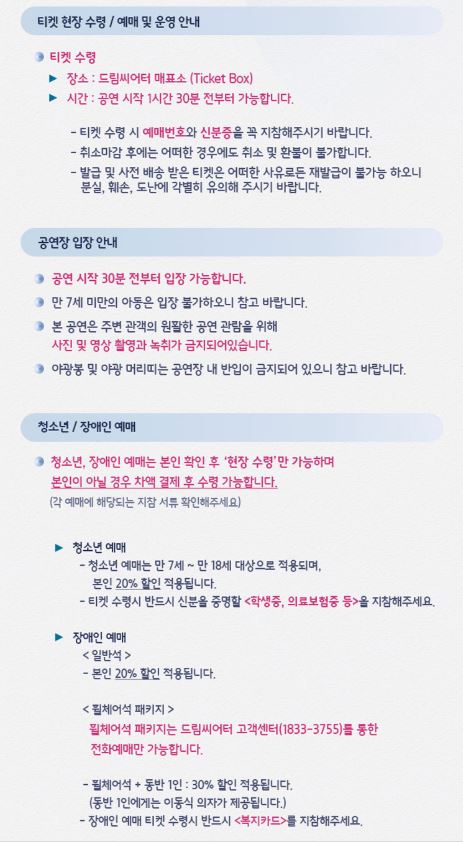 티켓 현장 수령 / 예매 및 운영 안내
티켓 수령
▶ 장소 : 드림씨어터 매표소 (Ticket Box)
▶ 시간 : 공연 시작 1시간 30분 전부터 가능합니다.
- 티켓 수령 시 예매번호와 신분증을 꼭 지참해주시기 바랍니다.
- 취소마감 후에는 어떠한 경우에도 취소 및 환불이 불가합니다.
- 발급 및 사전 배송 받은 티켓은 어떠한 사유로든 재발급이 불가능 하오니
분실, 훼손, 도난에 각별히 유의해 주시기 바랍니다.
공연장 입장 안내
공연 시작 30분 전부터 입장 가능합니다.
만 7세 미만의 아동은 입장 불가하오니 참고 바랍니다.
본 공연은 주변 관객의 원활한 공연 관람을 위해
사진 및 영상 촬영과 녹취가 금지되어있습니다.
야광봉 및 야광 머리띠는 공연장 내 반입이 금지되어 있으니 참고 바랍니다.
청소년 / 장애인 예매
청소년, 장애인 예매는 본인 확인 후 ‘현장 수령’만 가능하며
본인이 아닐 경우 차액 결제 후 수령 가능합니다.
(각 예매에 해당되는 지참 서류 확인해주세요)
▶ 청소년 예매
- 청소년 예매는 만 7세 ~ 만 18세 대상으로 적용되며,
본인 20% 할인 적용됩니다.
- 티켓 수령시 반드시 신분을 증명할 <학생증, 의료보험증 등>을 지참해주세요.
▶ 장애인 예매
< 일반석 >
- 본인 20% 할인 적용됩니다.
< 휠체어석 패키지 >
휠체어석 패키지는 드림씨어터 고객센터(1833-3755)를 통한
전화예매만 가능합니다.
- 휠체어석 + 동반 1인 : 30% 할인 적용됩니다.
(동반 1인에게는 이동식 의자가 제공됩니다.)
- 장애인 예매 티켓 수령시 반드시 <복지카드>를 지참해주세요.